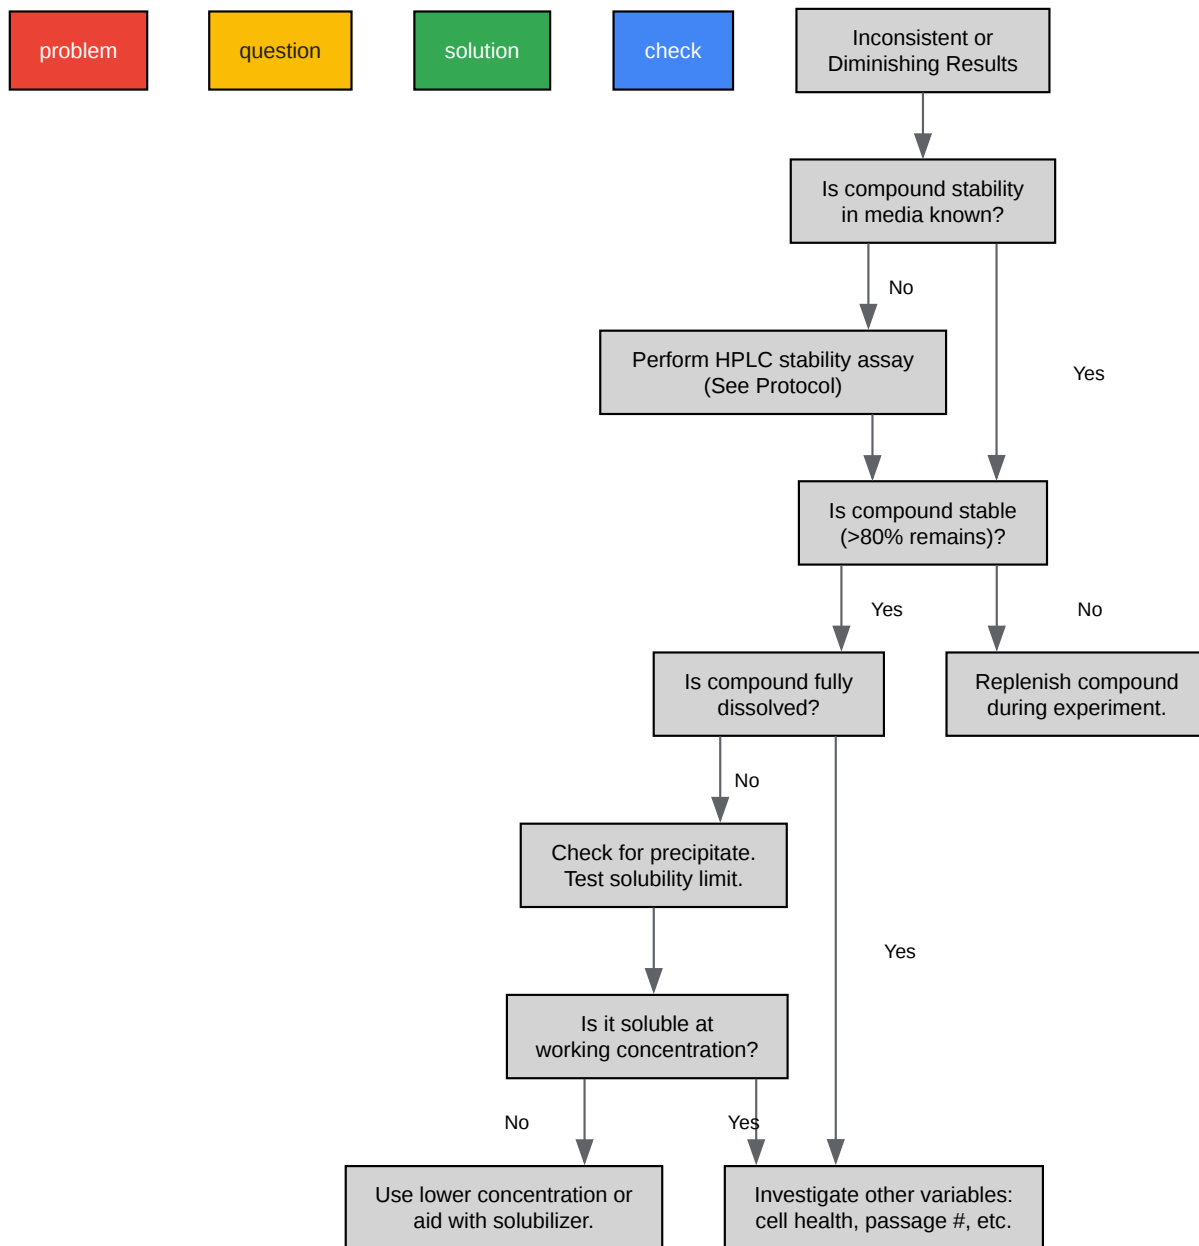 problem
question
solution
check
Inconsistent or
Diminishing Results
Is compound stability
in media known?
No
Perform HPLC stability assay
(See Protocol)
Yes
Is compound stable
(>80% remains)?
Yes
No
Is compound fully
dissolved?
Replenish compound
during experiment.
No
Check for precipitate.
Test solubility limit.
Yes
Is it soluble at
working concentration?
No
Yes
Use lower concentration or
aid with solubilizer.
Investigate other variables:
cell health, passage #, etc.